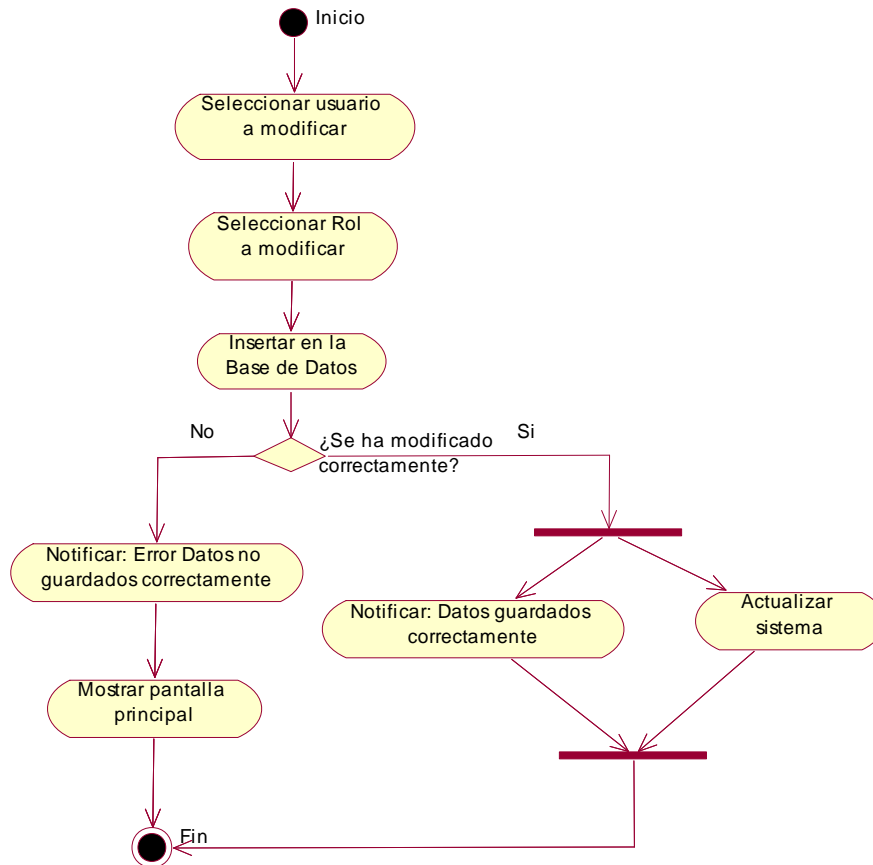 Inicio
Seleccionar usuario
a modificar
Seleccionar Rol
a modificar
Insertar en la
Base de Datos
No
¿Se ha modificado
correctamente?
Si
Notificar: Error Datos no
guardados correctamente
Notificar: Datos guardados
correctamente
Actualizar
sistema
Mostrar pantalla
principal
Fin